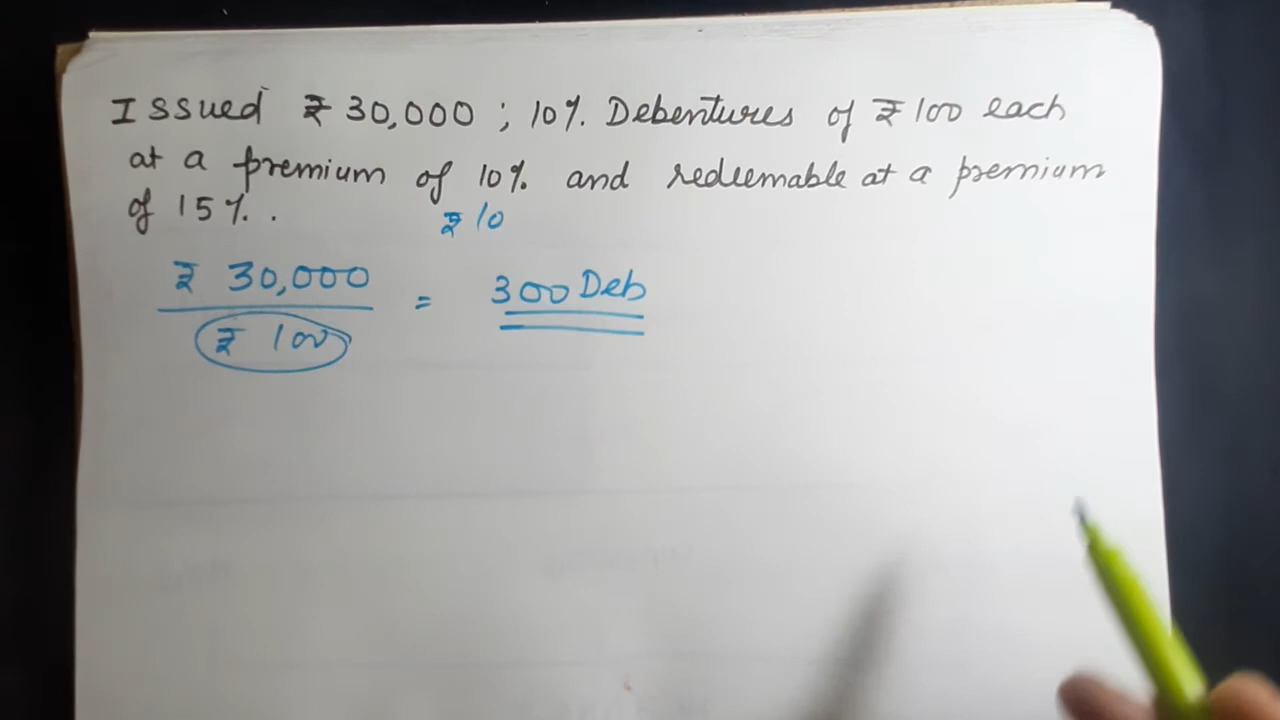 Issued ₹ 30,000 ; 10% Debentures of ₹ 100 each
at a premium of 10% and redeemable at a premium
of 15% .
₹ 10
₹ 30,000 = 300 Deb
₹ 100